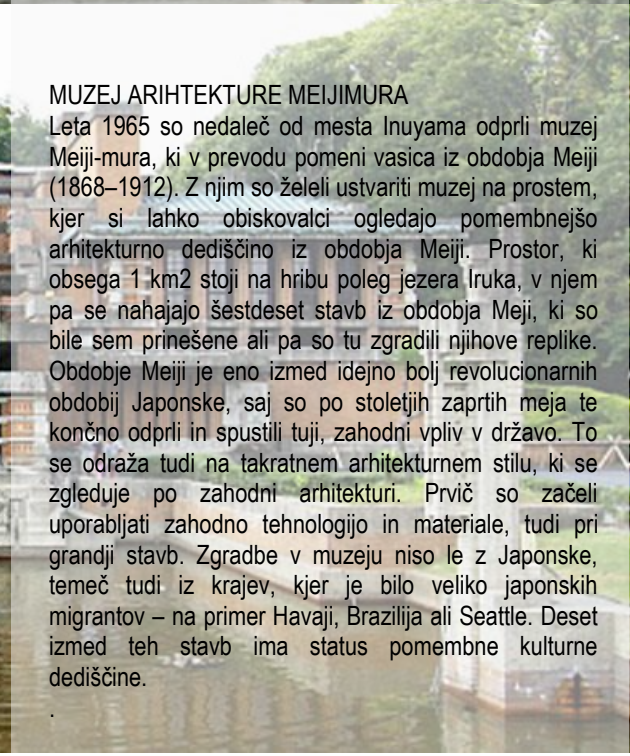 MUZEJ ARIHTEKTURE MEIJIMURA
Leta 1965 so nedaleč od mesta Inuyama odprli muzej
Meiji-mura, ki v prevodu pomeni vasica iz obdobja Meiji
(1868–1912). Z njim so želeli ustvariti muzej na prostem,
kjer si lahko obiskovalci ogledajo pomembnejšo
arhitekturno dediščino iz obdobja Meiji. Prostor, ki
obsega 1 km2 stoji na hribu poleg jezera Iruka, v njem
pa se nahajajo šestdeset stavb iz obdobja Meji, ki so
bile sem prinešene ali pa so tu zgradili njihove replike.
Obdobje Meiji je eno izmed idejno bolj revolucionarnih
obdobij Japonske, saj so po stoletjih zaprtih meja te
končno odprli in spustili tuji, zahodni vpliv v državo. To
se odraža tudi na takratnem arhitekturnem stilu, ki se
zgleduje po zahodni arhitekturi. Prvič so začeli
uporabljati zahodno tehnologijo in materiale, tudi pri
grandji stavb. Zgradbe v muzeju niso le z Japonske,
temeč tudi iz krajev, kjer je bilo veliko japonskih
migrantov – na primer Havaji, Brazilija ali Seattle. Deset
izmed teh stavb ima status pomembne kulturne
dediščine.
.